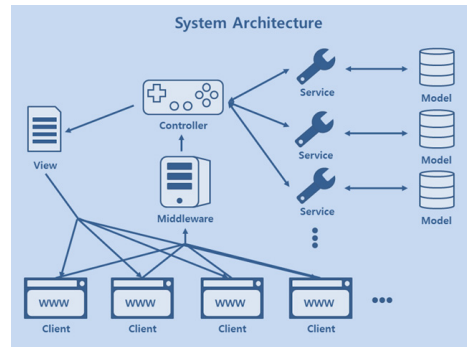 System Architecture
Service
Model
Controller
Service
Model
View
Middleware
Service
Model
www
www
www
www
Client
Client
Client
Client